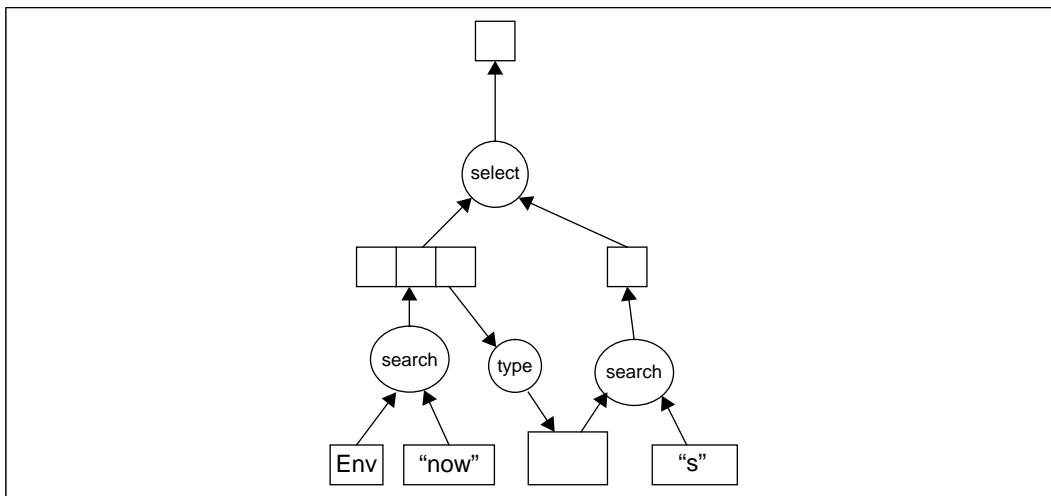 select
search
type
search
Env
“now”
“s”